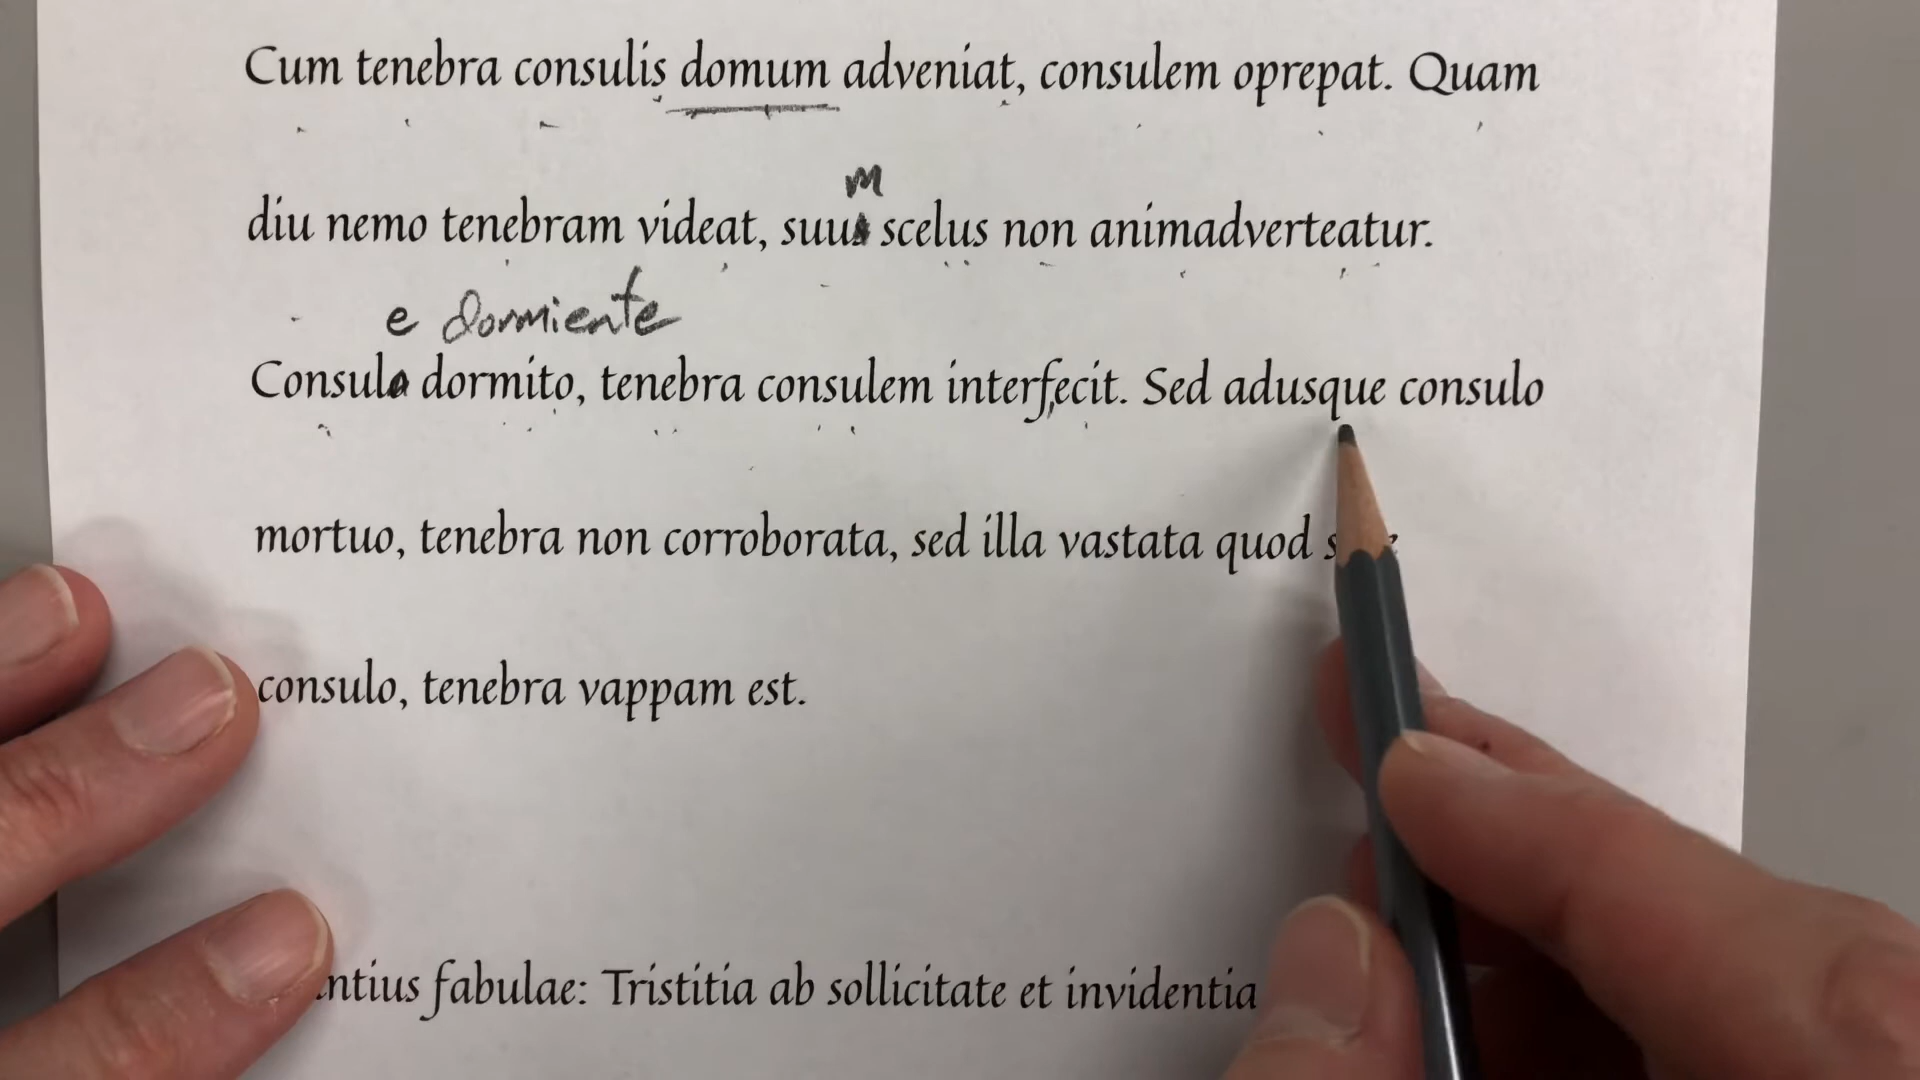 Cum tenebra consulis domum adveniat, consulem oprepat. Quam
m
diu nemo tenebram videat, suus scelus non animadverteatur.
e dormiente
Consulo dormito, tenebra consulem interfecit. Sed adusque consulo
mortuo, tenebra non corroborata, sed illa vastata quod
consulo, tenebra vappam est.
fabulae: Tristitia ab sollicitate et invidentia